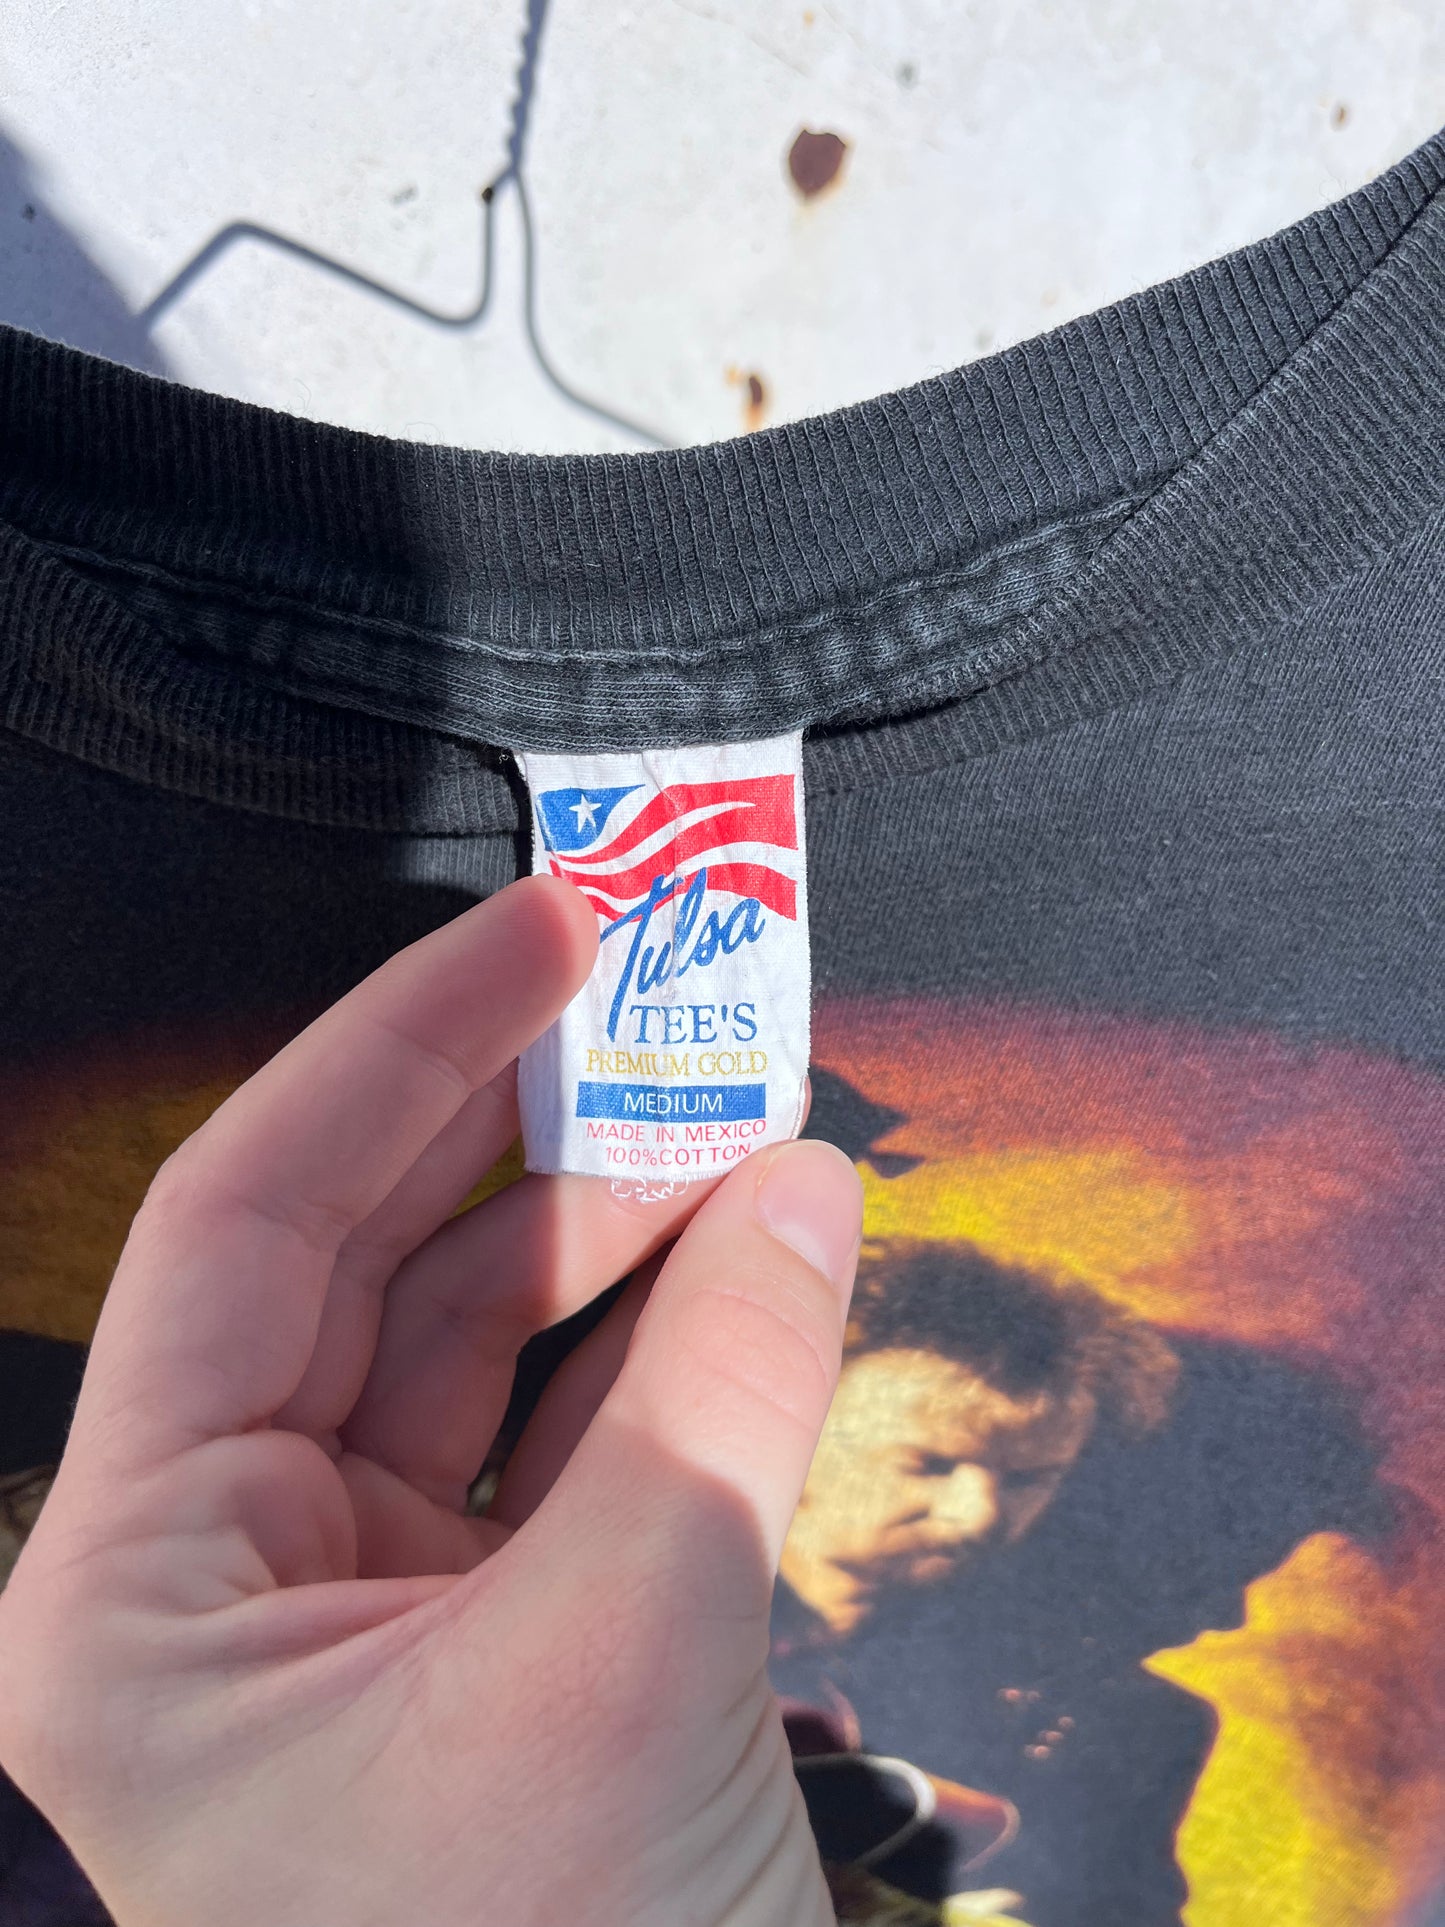 Tulsa
TEE'S
PREMIUM GOLD
MEDIUM
MADE IN MEXICO
100%COTTON